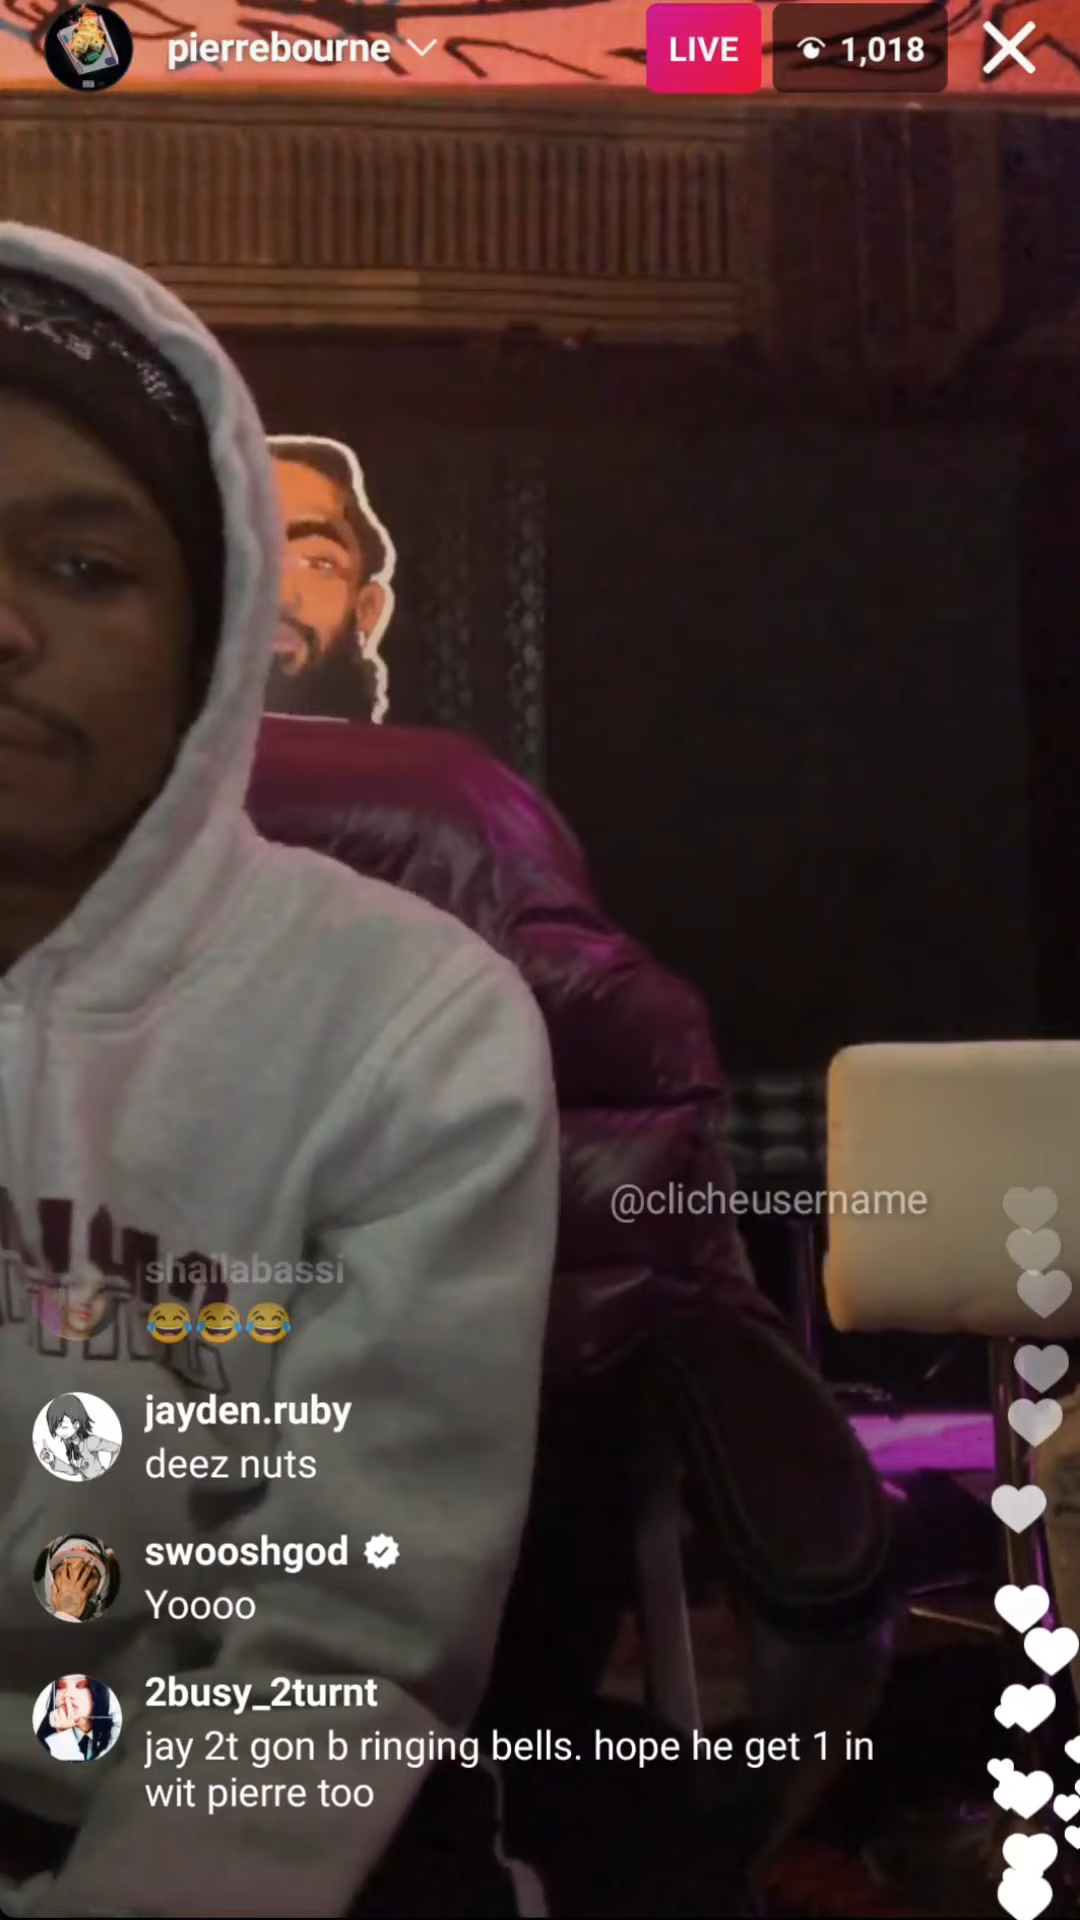 pierrebourne
LIVE
1,018
@clicheusername
shailabassi
😂😂😂
jayden.ruby
deez nuts
swooshgod
Yoooo
2busy_2turnt
jay 2t gon b ringing bells. hope he get 1 in
wit pierre too